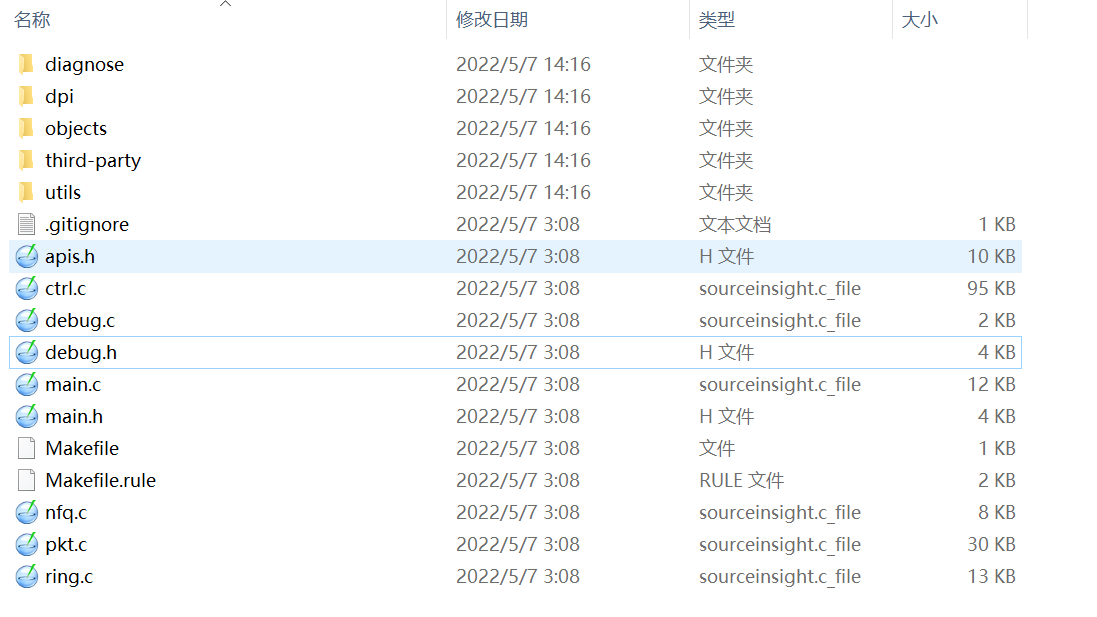 名称 修改日期 类型 大小
diagnose 2022/5/7 14:16 文件夹
dpi 2022/5/7 14:16 文件夹
objects 2022/5/7 14:16 文件夹
third-party 2022/5/7 14:16 文件夹
utils 2022/5/7 14:16 文件夹
.gitignore 2022/5/7 3:08 文本文档 1 KB
apis.h 2022/5/7 3:08 H 文件 10 KB
ctrl.c 2022/5/7 3:08 sourceinsight.c_file 95 KB
debug.c 2022/5/7 3:08 sourceinsight.c_file 2 KB
debug.h 2022/5/7 3:08 H 文件 4 KB
main.c 2022/5/7 3:08 sourceinsight.c_file 12 KB
main.h 2022/5/7 3:08 H 文件 4 KB
Makefile 2022/5/7 3:08 文件 1 KB
Makefile.rule 2022/5/7 3:08 RULE 文件 2 KB
nfq.c 2022/5/7 3:08 sourceinsight.c_file 8 KB
pkt.c 2022/5/7 3:08 sourceinsight.c_file 30 KB
ring.c 2022/5/7 3:08 sourceinsight.c_file 13 KB